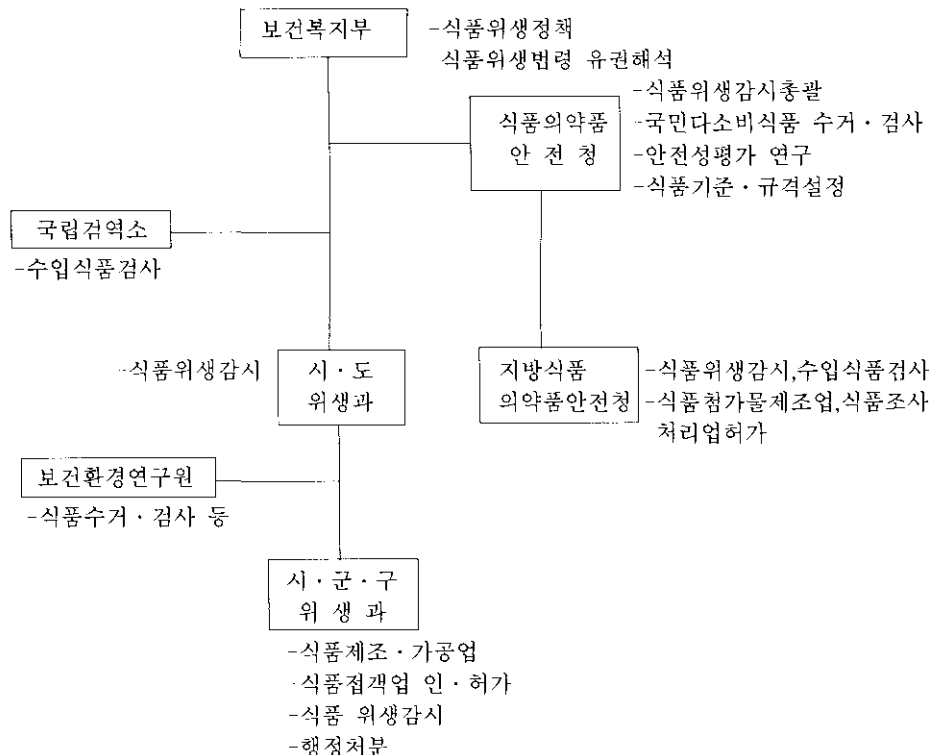 보건복지부
-식품위생정책
식품위생법령 유권해석
식품의약품
안 전 청
-식품위생감시총괄
-국민다소비식품 수거·검사
-안전성평가 연구
-식품기준·규격설정
국립검역소
-수입식품검사
-식품위생감시
시·도
위생과
지방식품
의약품안전청
-식품위생감시,수입식품검사
-식품첨가물제조업,식품조사
처리업허가
보건환경연구원
-식품수거·검사 등
시·군·구
위 생 과
-식품제조·가공업
-식품접객업 인·허가
-식품 위생감시
-행정처분